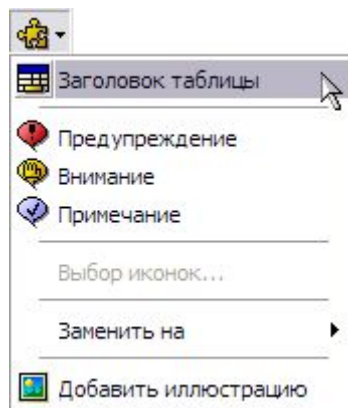 Заголовок таблицы
Предупреждение
Внимание
Примечание
Выбор иконок...
Заменить на
Добавить иллюстрацию